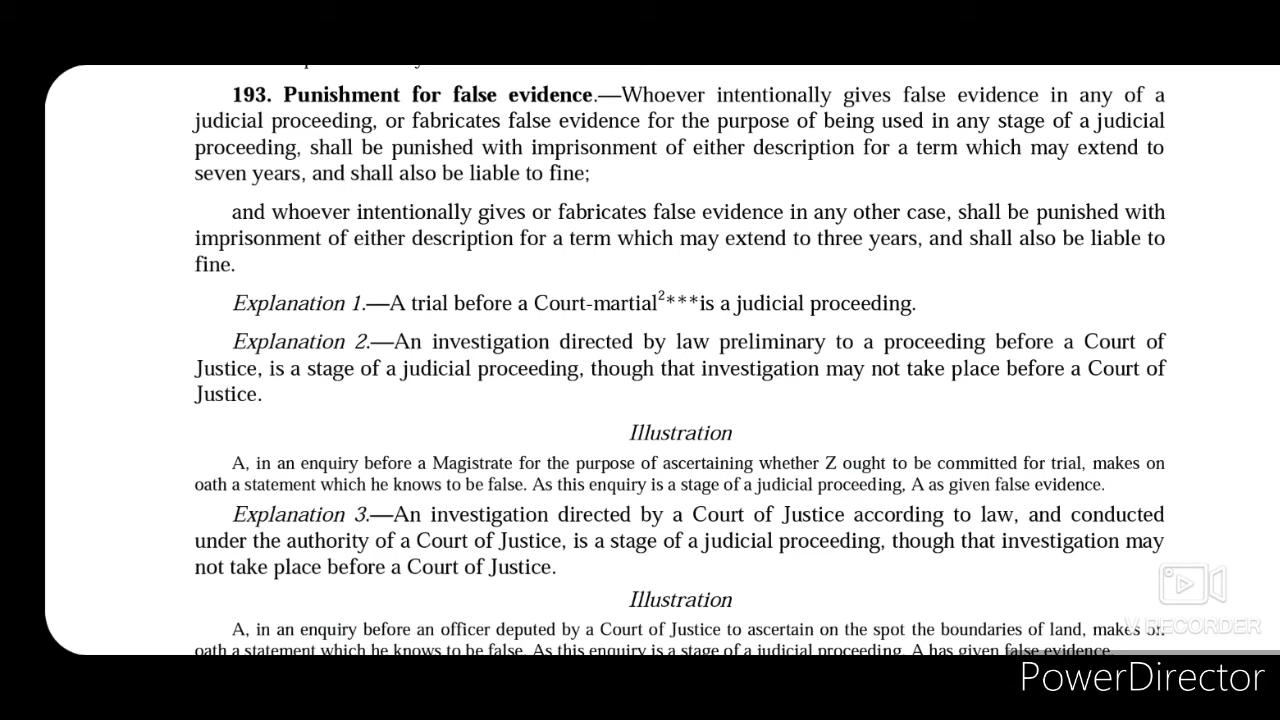 193. Punishment for false evidence.—Whoever intentionally gives false evidence in any of a
judicial proceeding, or fabricates false evidence for the purpose of being used in any stage of a judicial
proceeding, shall be punished with imprisonment of either description for a term which may extend to
seven years, and shall also be liable to fine;
and whoever intentionally gives or fabricates false evidence in any other case, shall be punished with
imprisonment of either description for a term which may extend to three years, and shall also be liable to
fine.
Explanation 1.—A trial before a Court-martial2***is a judicial proceeding.
Explanation 2.—An investigation directed by law preliminary to a proceeding before a Court of
Justice, is a stage of a judicial proceeding, though that investigation may not take place before a Court of
Justice.
Illustration
A, in an enquiry before a Magistrate for the purpose of ascertaining whether Z ought to be committed for trial, makes on
oath a statement which he knows to be false. As this enquiry is a stage of a judicial proceeding, A as given false evidence.
Explanation 3.—An investigation directed by a Court of Justice according to law, and conducted
under the authority of a Court of Justice, is a stage of a judicial proceeding, though that investigation may
not take place before a Court of Justice.
Illustration
A, in an enquiry before an officer deputed by a Court of Justice to ascertain on the spot the boundaries of land, makes on
oath a statement which he knows to be false. As this enquiry is a stage of a judicial proceeding, A has given false evidence.
V RECORDER
PowerDirector